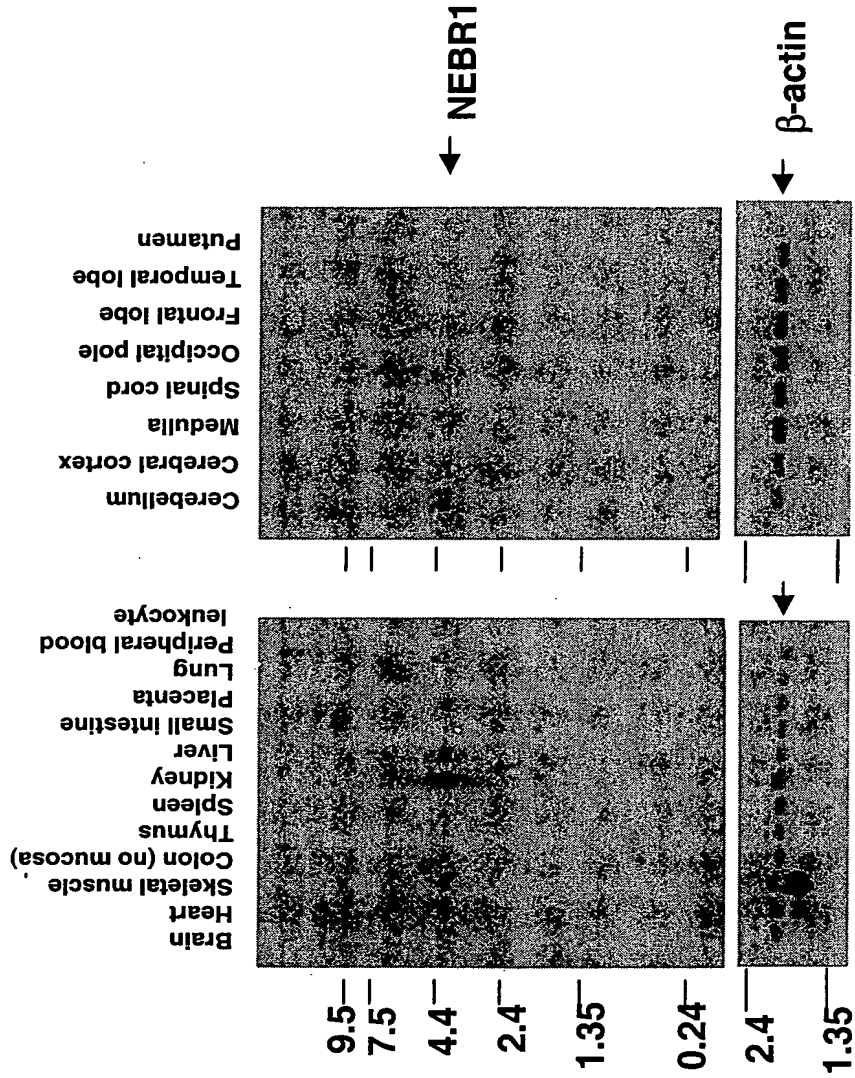 Putamen
Temporal lobe
Frontal lobe
Occipital pole
Spinal cord
Medulla
Cerebral cortex
Cerebellum
NEBR1
β-actin
Peripheral blood
leukocyte
Lung
Placenta
Small intestine
Liver
Kidney
Spleen
Thymus
Colon (no mucosa)
Skeletal muscle
Heart
Brain
9.5
7.5
4.4
2.4
1.35
0.24
2.4
1.35